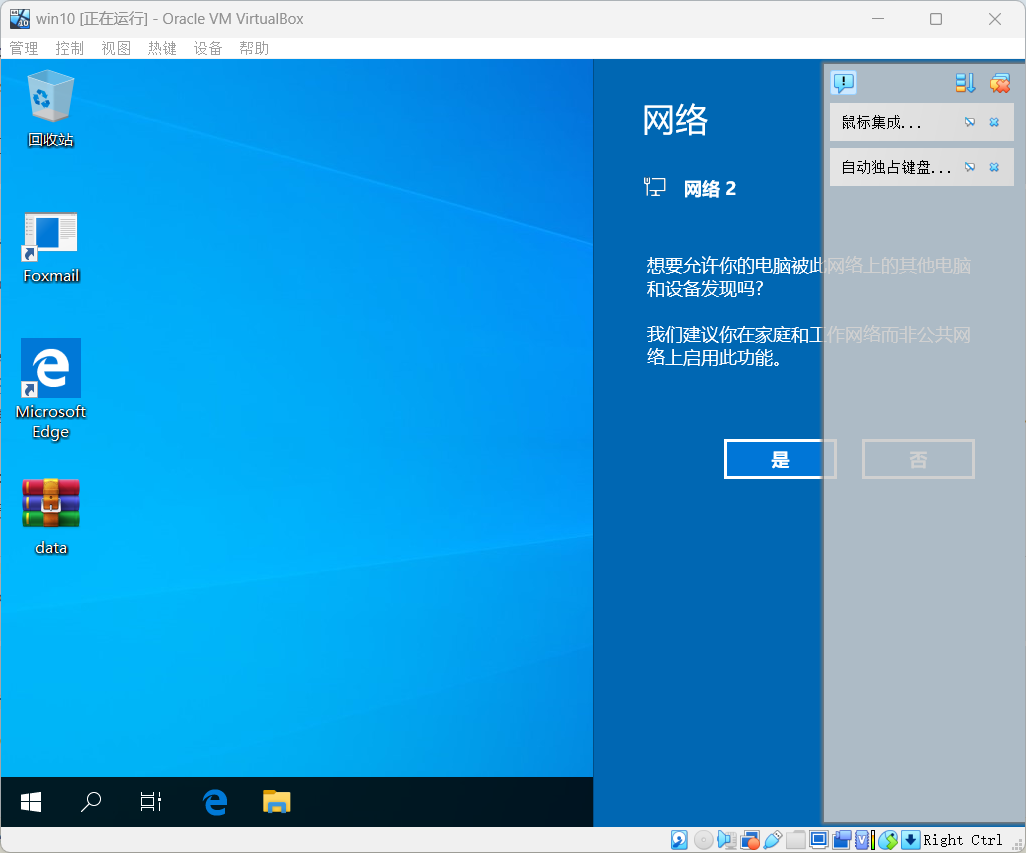 win10 [正在运行] - Oracle VM VirtualBox
管理 控制 视图 热键 设备 帮助
回收站
Foxmail
Microsoft
Edge
data
网络
网络 2
想要允许你的电脑被此网络上的其他电脑
和设备发现吗?
我们建议你在家庭和工作网络而非公共网
络上启用此功能。
是
否
鼠标集成...
自动独占键盘...
Right Ctrl